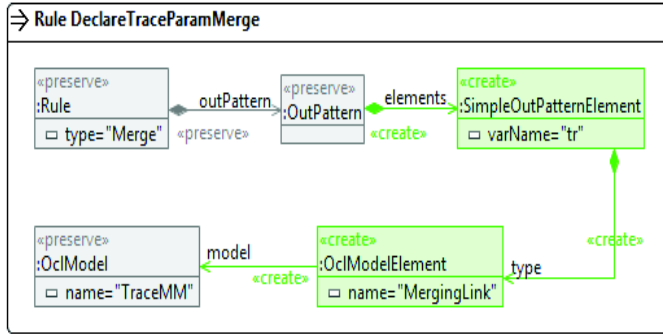 Rule DeclareTraceParamMerge
«preserve»
:Rule
type="Merge"
outPattern
«preserve»
«preserve»
:OutPattern
elements
«create»
«create»
:SimpleOutPatternElement
varName="tr"
«create»
«preserve»
:OclModel
name="TraceMM"
model
«create»
«create»
:OclModelElement
name="MergingLink"
type